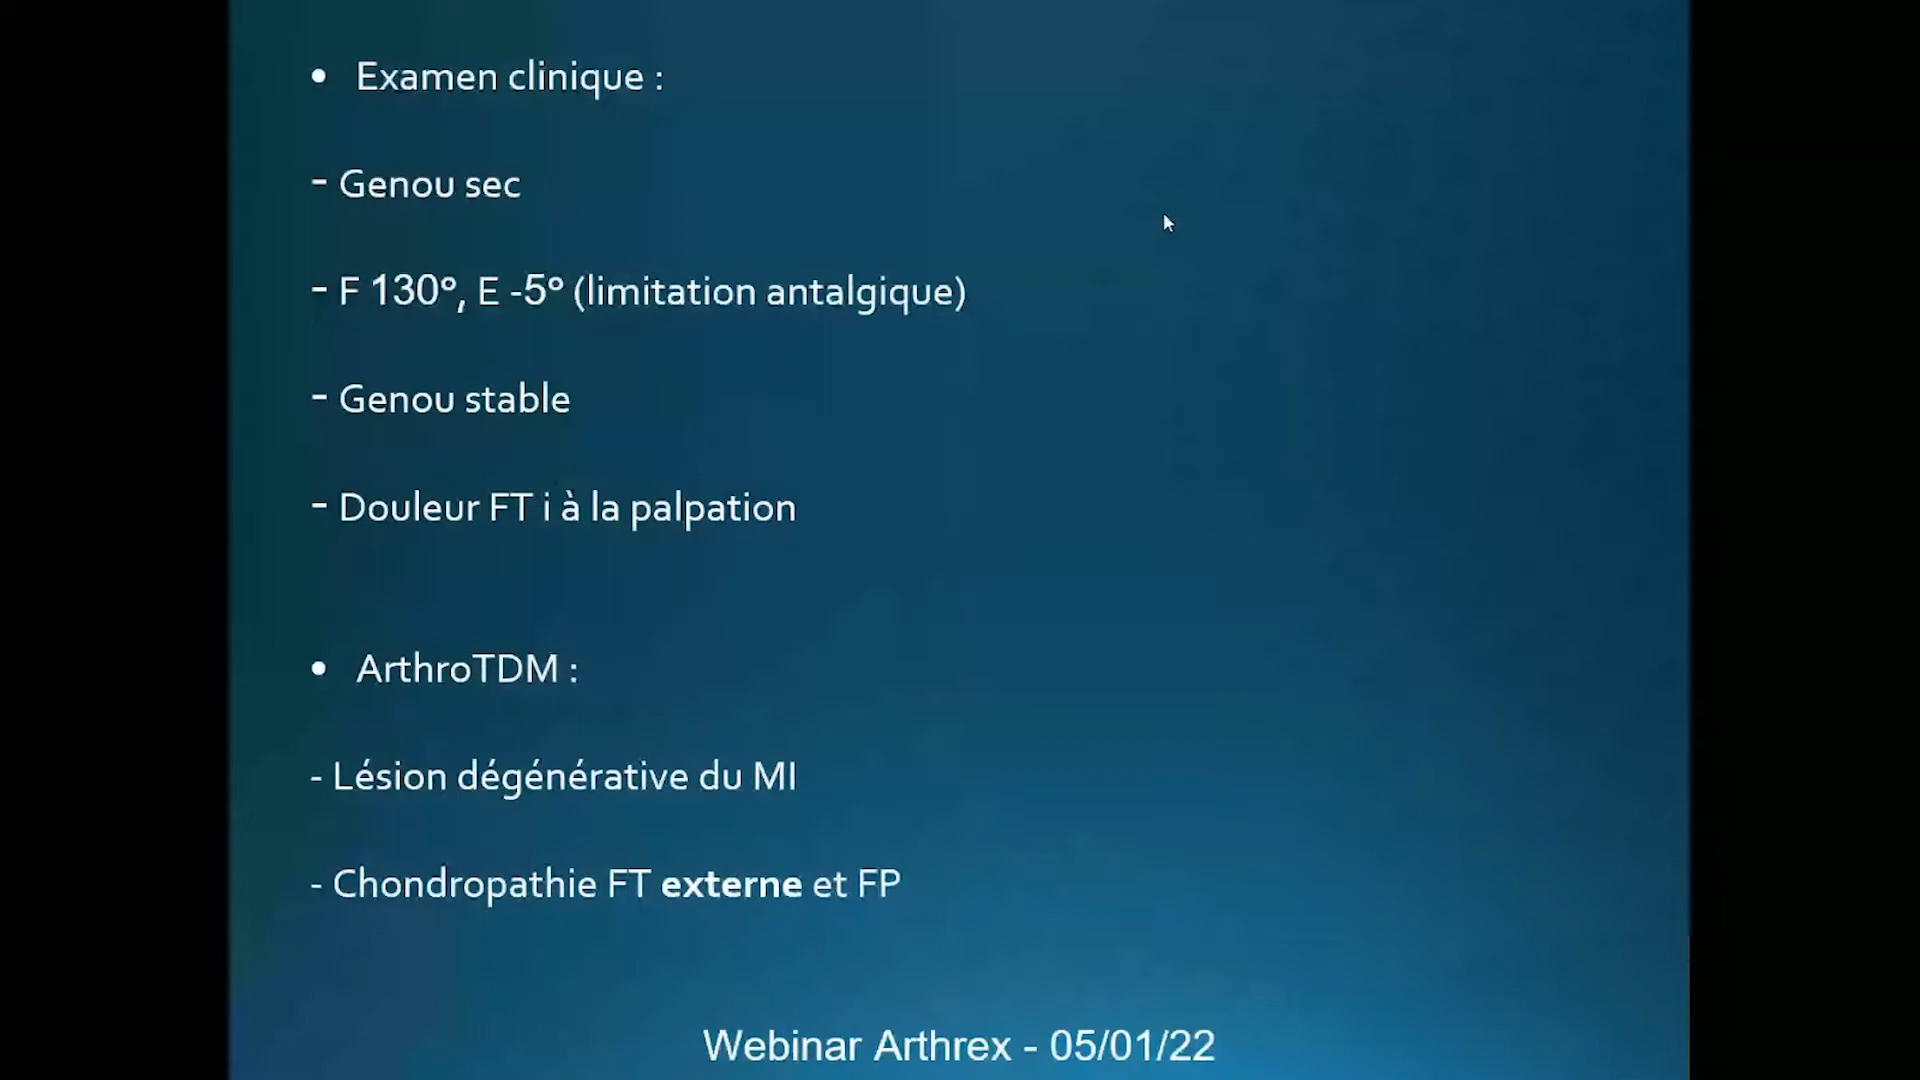 • Examen clinique :
- Genou sec
- F 130°, E -5° (limitation antalgique)
- Genou stable
- Douleur FT i à la palpation
• ArthroTDM :
- Lésion dégénérative du MI
- Chondropathie FT externe et FP
Webinar Arthrex - 05/01/22